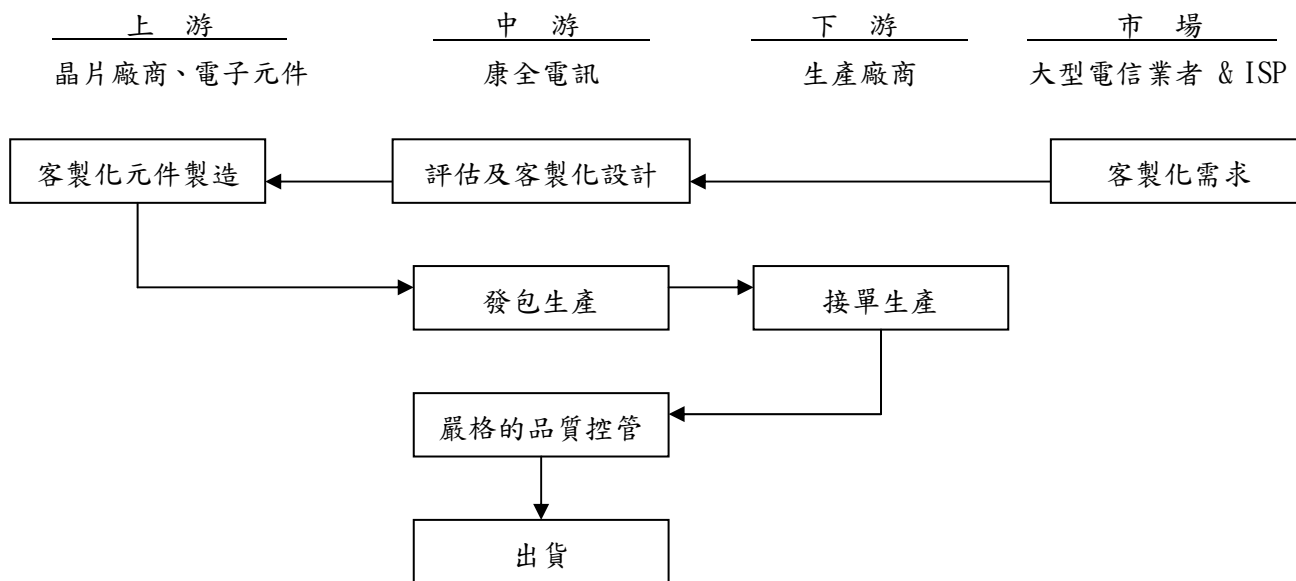 上 游 中 游 下 游 市 場
晶片廠商、電子元件 康全電訊 生產廠商 大型電信業者 & ISP
客製化元件製造 評估及客製化設計 客製化需求
發包生產 接單生產
嚴格的品質控管
出貨